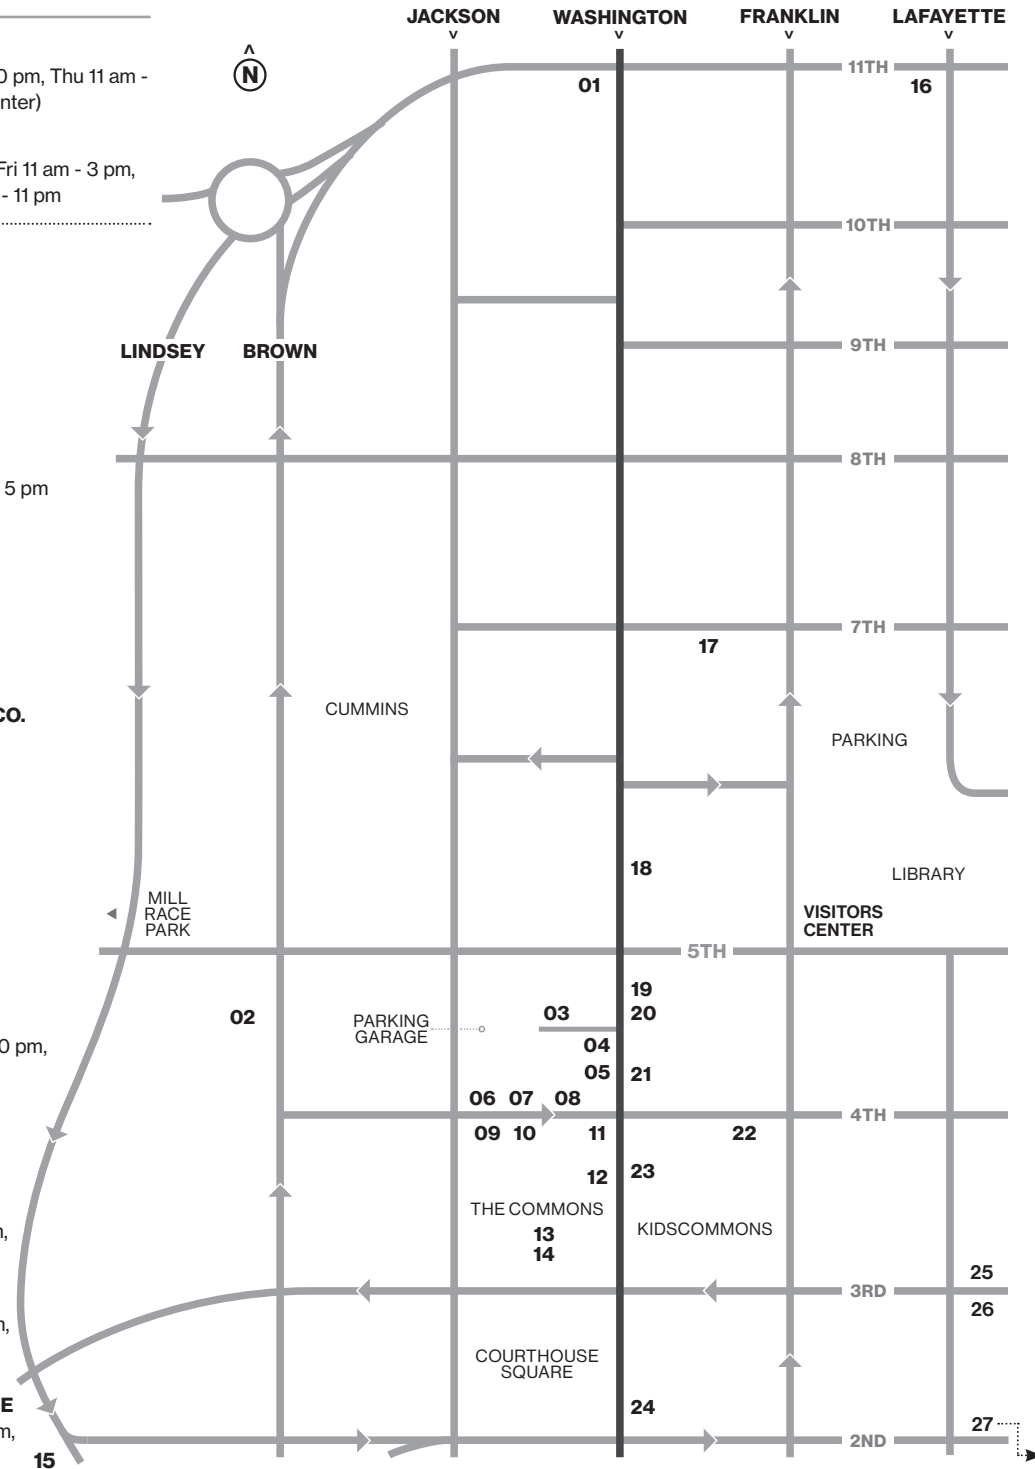 JACKSON WASHINGTON FRANKLIN LAFAYETTE
0 pm, Thu 11 am -
nter)
Fri 11 am - 3 pm,
- 11 pm
N
11TH
01
16
10TH
LINDSEY BROWN
9TH
8TH
5 pm
7TH
17
CO.
CUMMINS
PARKING
18
LIBRARY
MILL
RACE
PARK
VISITORS
CENTER
5TH
19
02
PARKING
GARAGE
03
20
0 pm,
04
05
21
06 07 08
4TH
09 10 11
22
12
23
THE COMMONS
KIDSCOMMONS
13
14
25
3RD
26
COURTHOUSE
SQUARE
E
24
27
2ND
15